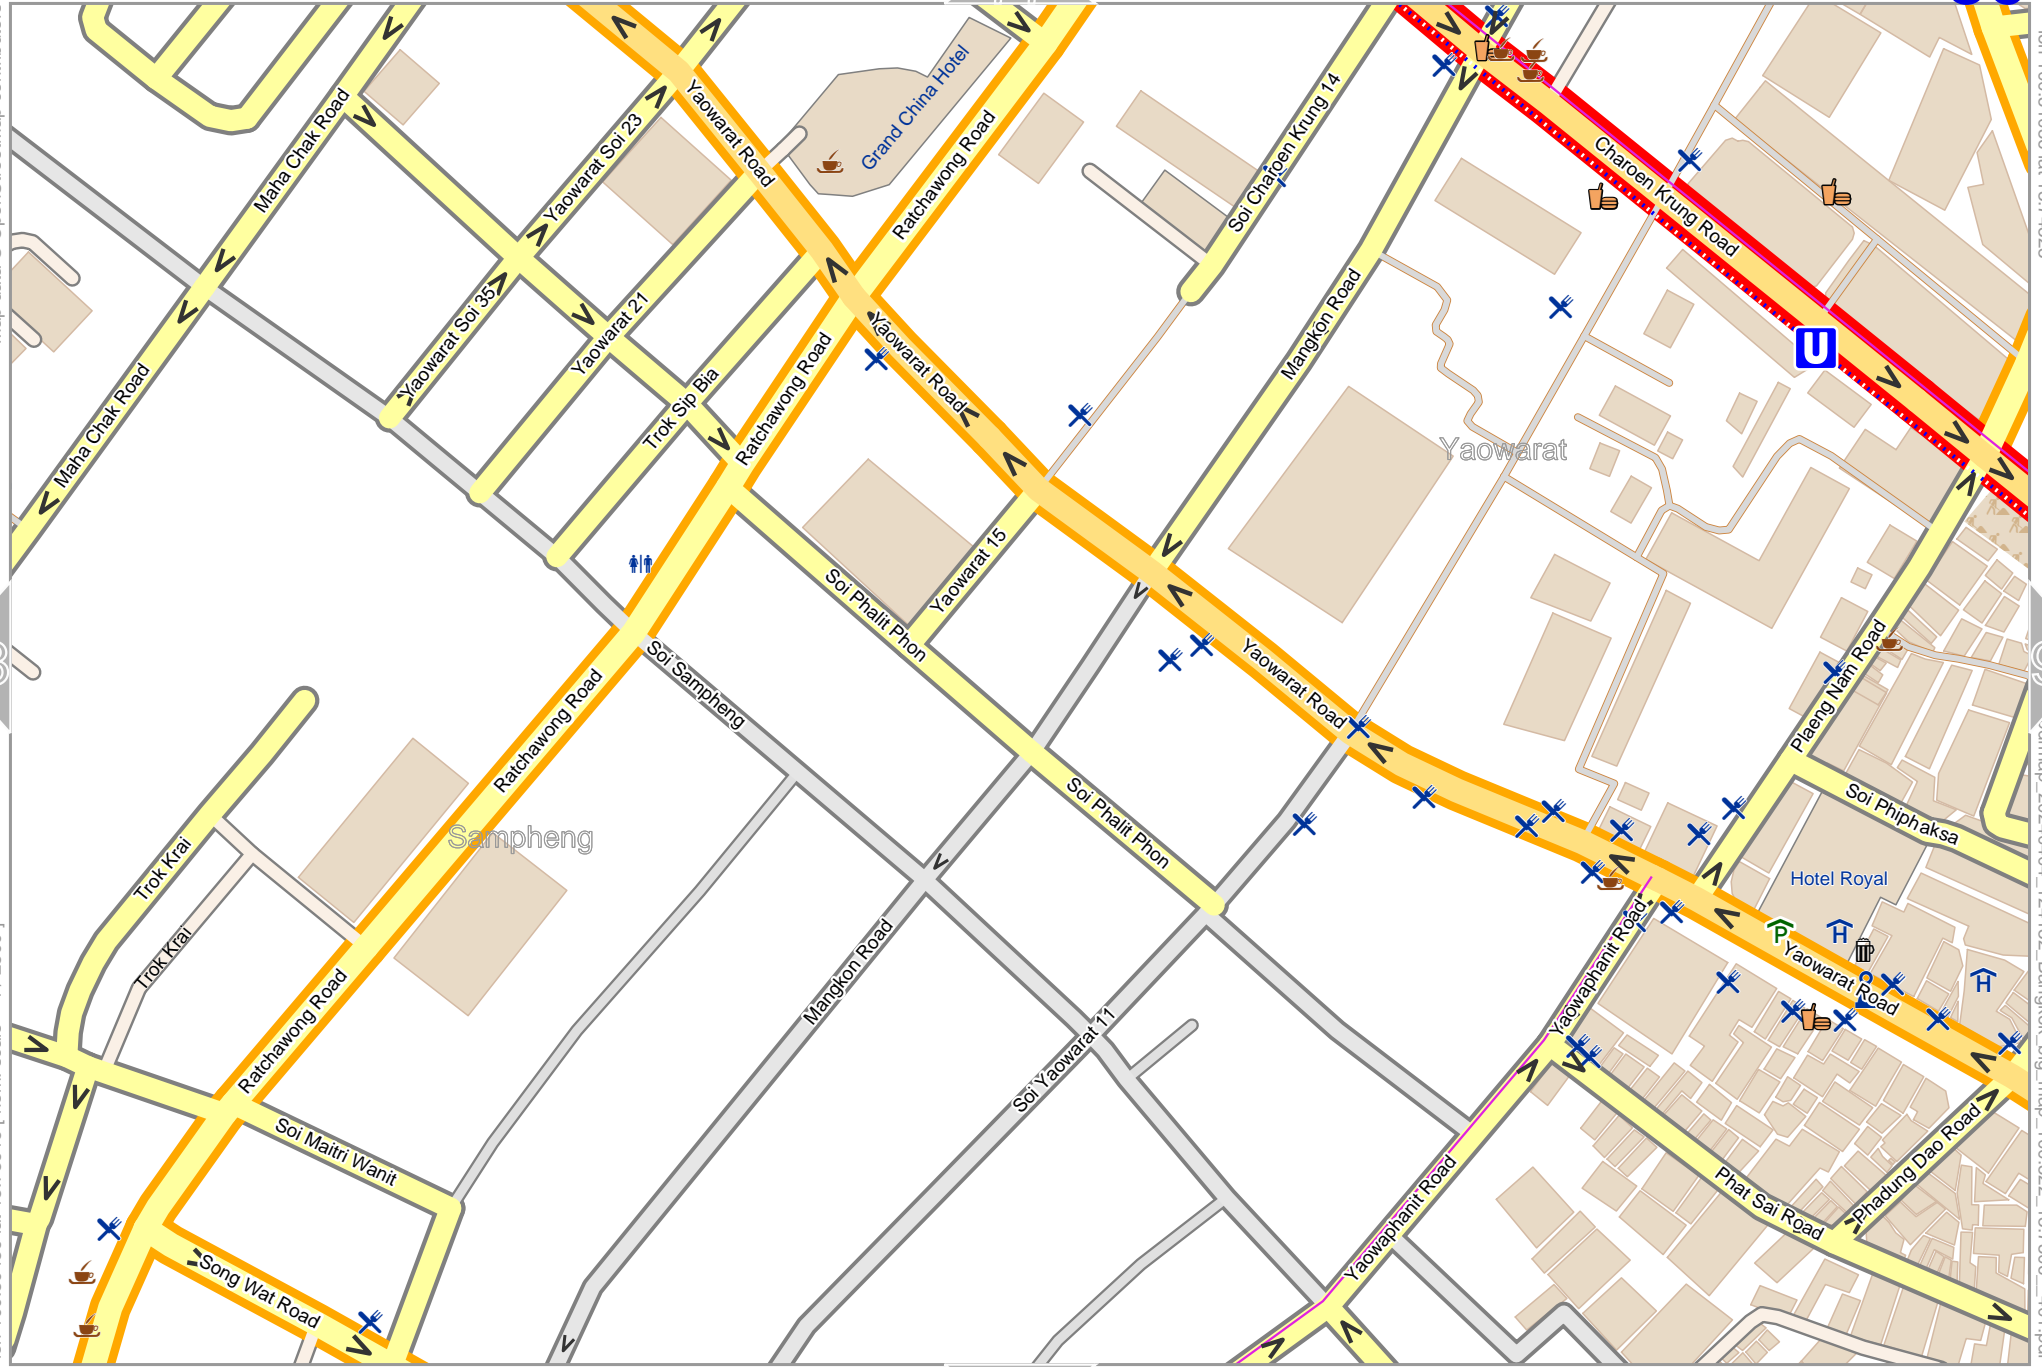 Grand China Hotel
Soi Charoen Krung 14
Maha Chak Road
Yaowarat Soi 23
Yaowarat Road
Ratchawong Road
Charoen Krung Road
Mangkon Road
Yaowarat Soi 35
Yaowarat 21
Ratchawong Road
Yaowarat Road
U
Maha Chak Road
Trok Sip Bia
Yaowarat
Yaowarat 15
Soi Phalit Phon
Soi Sampheng
Yaowarat Road
Plaeng Nam Road
Ratchawong Road
Sampheng
Soi Phalit Phon
Soi Phiphaksa
Trok Krai
Hotel Royal
P
H
H
Trok Krai
Mangkon Road
Yaowaphanit Road
Yaowarat Road
Ratchawong Road
Soi Yaowarat 11
Soi Maitri Wanit
Phadung Dao Road
Phat Sai Road
Yaowaphanit Road
Song Wat Road